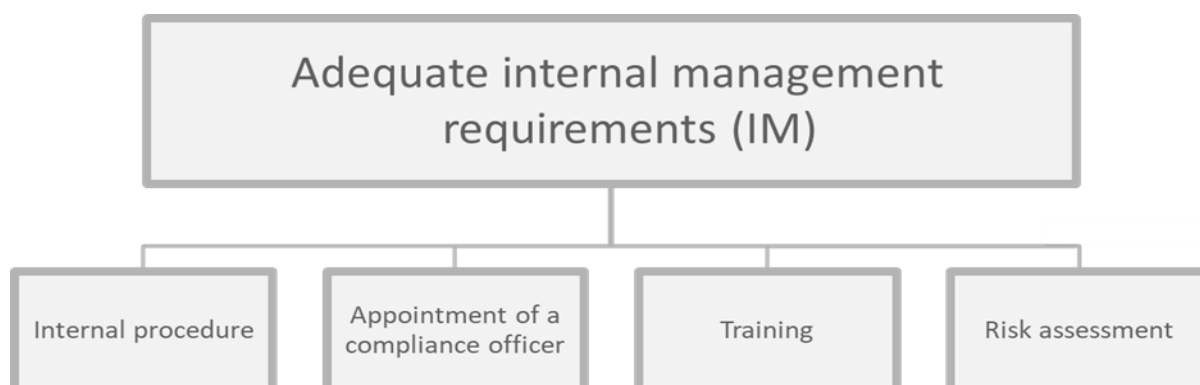 Adequate internal management
requirements (IM)
Internal procedure
Appointment of a
compliance officer
Training
Risk assessment